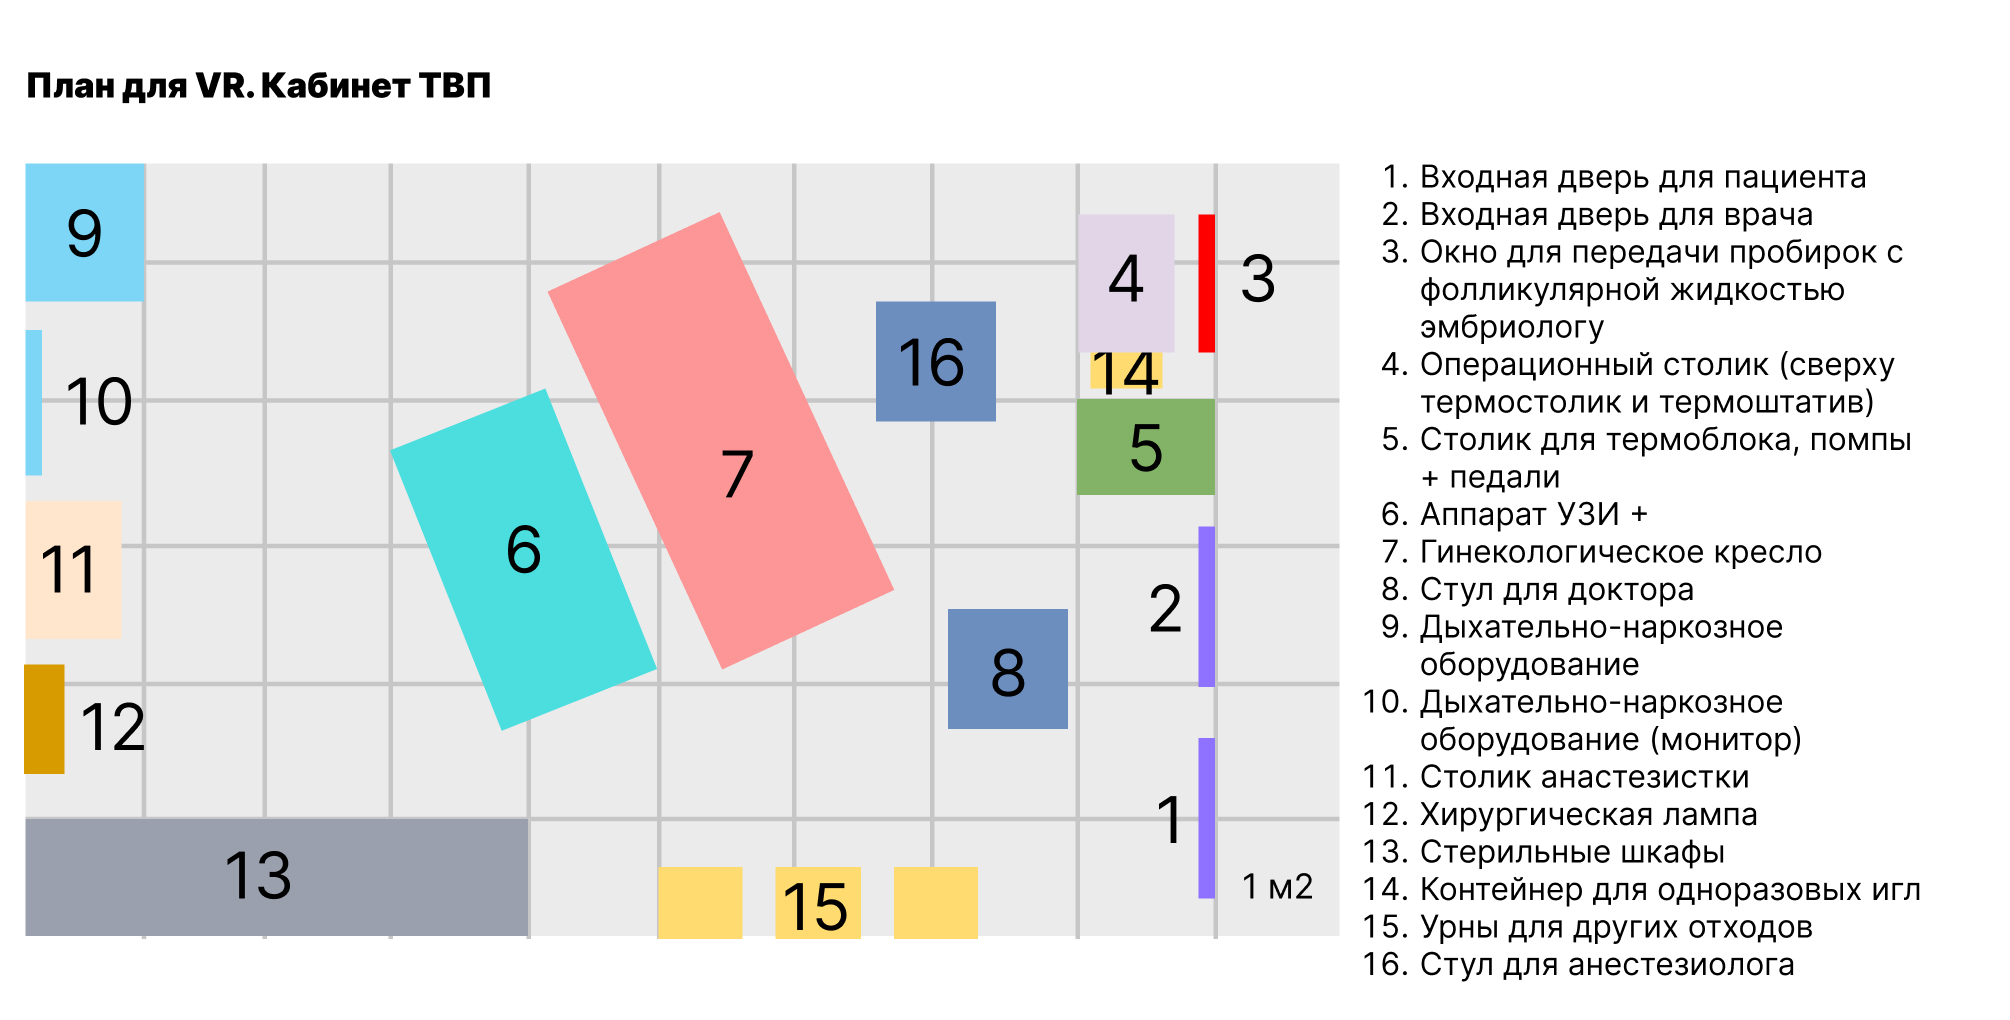 План для VR. Кабинет ТВП
9
10
11
12
13
6
7
16
8
15
4
3
14
5
2
1
1 м2
1. Входная дверь для пациента
2. Входная дверь для врача
3. Окно для передачи пробирок с
фолликулярной жидкостью
эмбриологу
4. Операционный столик (сверху
термостолик и термоштатив)
5. Столик для термоблока, помпы
+ педали
6. Аппарат УЗИ +
7. Гинекологическое кресло
8. Стул для доктора
9. Дыхательно-наркозное
оборудование
10. Дыхательно-наркозное
оборудование (монитор)
11. Столик анастезистки
12. Хирургическая лампа
13. Стерильные шкафы
14. Контейнер для одноразовых игл
15. Урны для других отходов
16. Стул для анестезиолога